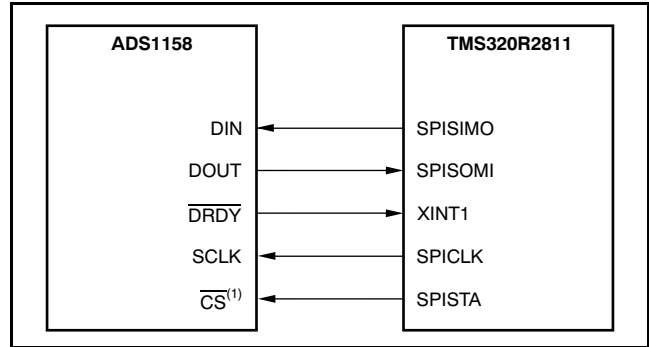 ADS1158 TMS320R2811
DIN SPISIMO
DOUT SPISOMI
DRDY XINT1
SCLK SPICLK
CS(1) SPISTA